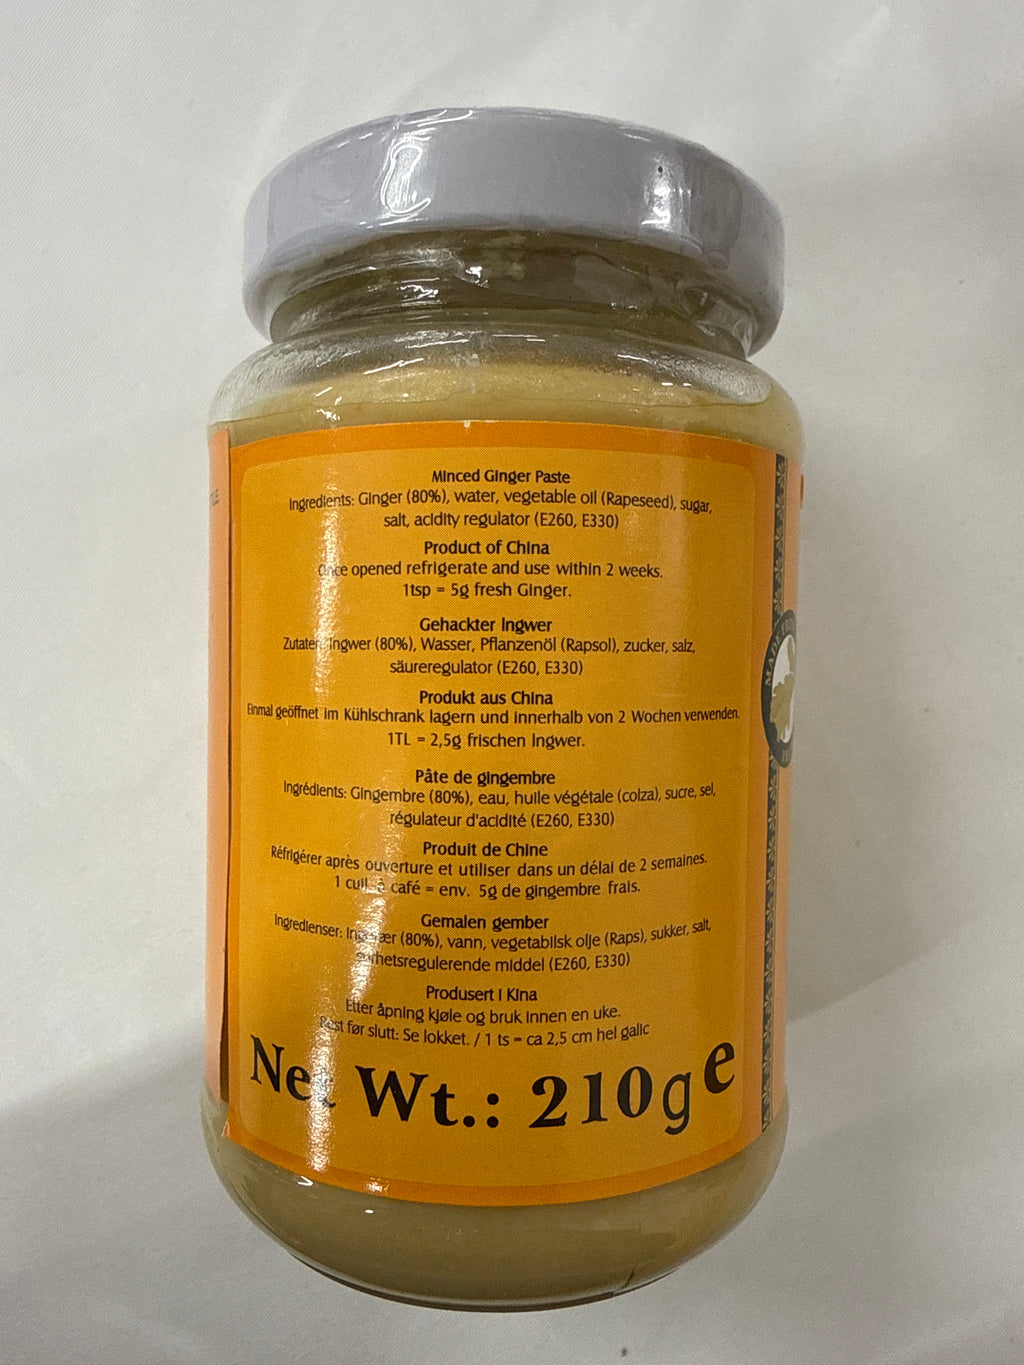 Minced Ginger Paste
Ingredients: Ginger (80%), water, vegetable oil (Rapeseed), sugar,
salt, acidity regulator (E260, E330)
Product of China
Once opened refrigerate and use within 2 weeks.
1tsp = 5g fresh Ginger.
Gehackter Ingwer
Zutaten: Ingwer (80%), Wasser, Pflanzenöl (Rapsol), zucker, salz,
säureregulator (E260, E330)
Produkt aus China
Einmal geöffnet im Kühlschrank lagern und innerhalb von 2 Wochen verwenden.
1TL = 2,5g frischen Ingwer.
Pâte de gingembre
Ingrédients: Gingembre (80%), eau, huile végétale (colza), sucre, sel,
régulateur d'acidité (E260, E330)
Produit de Chine
Réfrigérer après ouverture et utiliser dans un délai de 2 semaines.
1 cuil. à café = env. 5g de gingembre frais.
Gemalen gember
Ingredienser: Ingefær (80%), vann, vegetabilsk olje (Raps), sukker, salt,
surhetsregulerende middel (E260, E330)
Produsert i Kina
Etter åpning kjøle og bruk innen en uke.
Best før slutt: Se lokket. / 1 ts = ca 2,5 cm hel galic
Net Wt.: 210g e
MADE